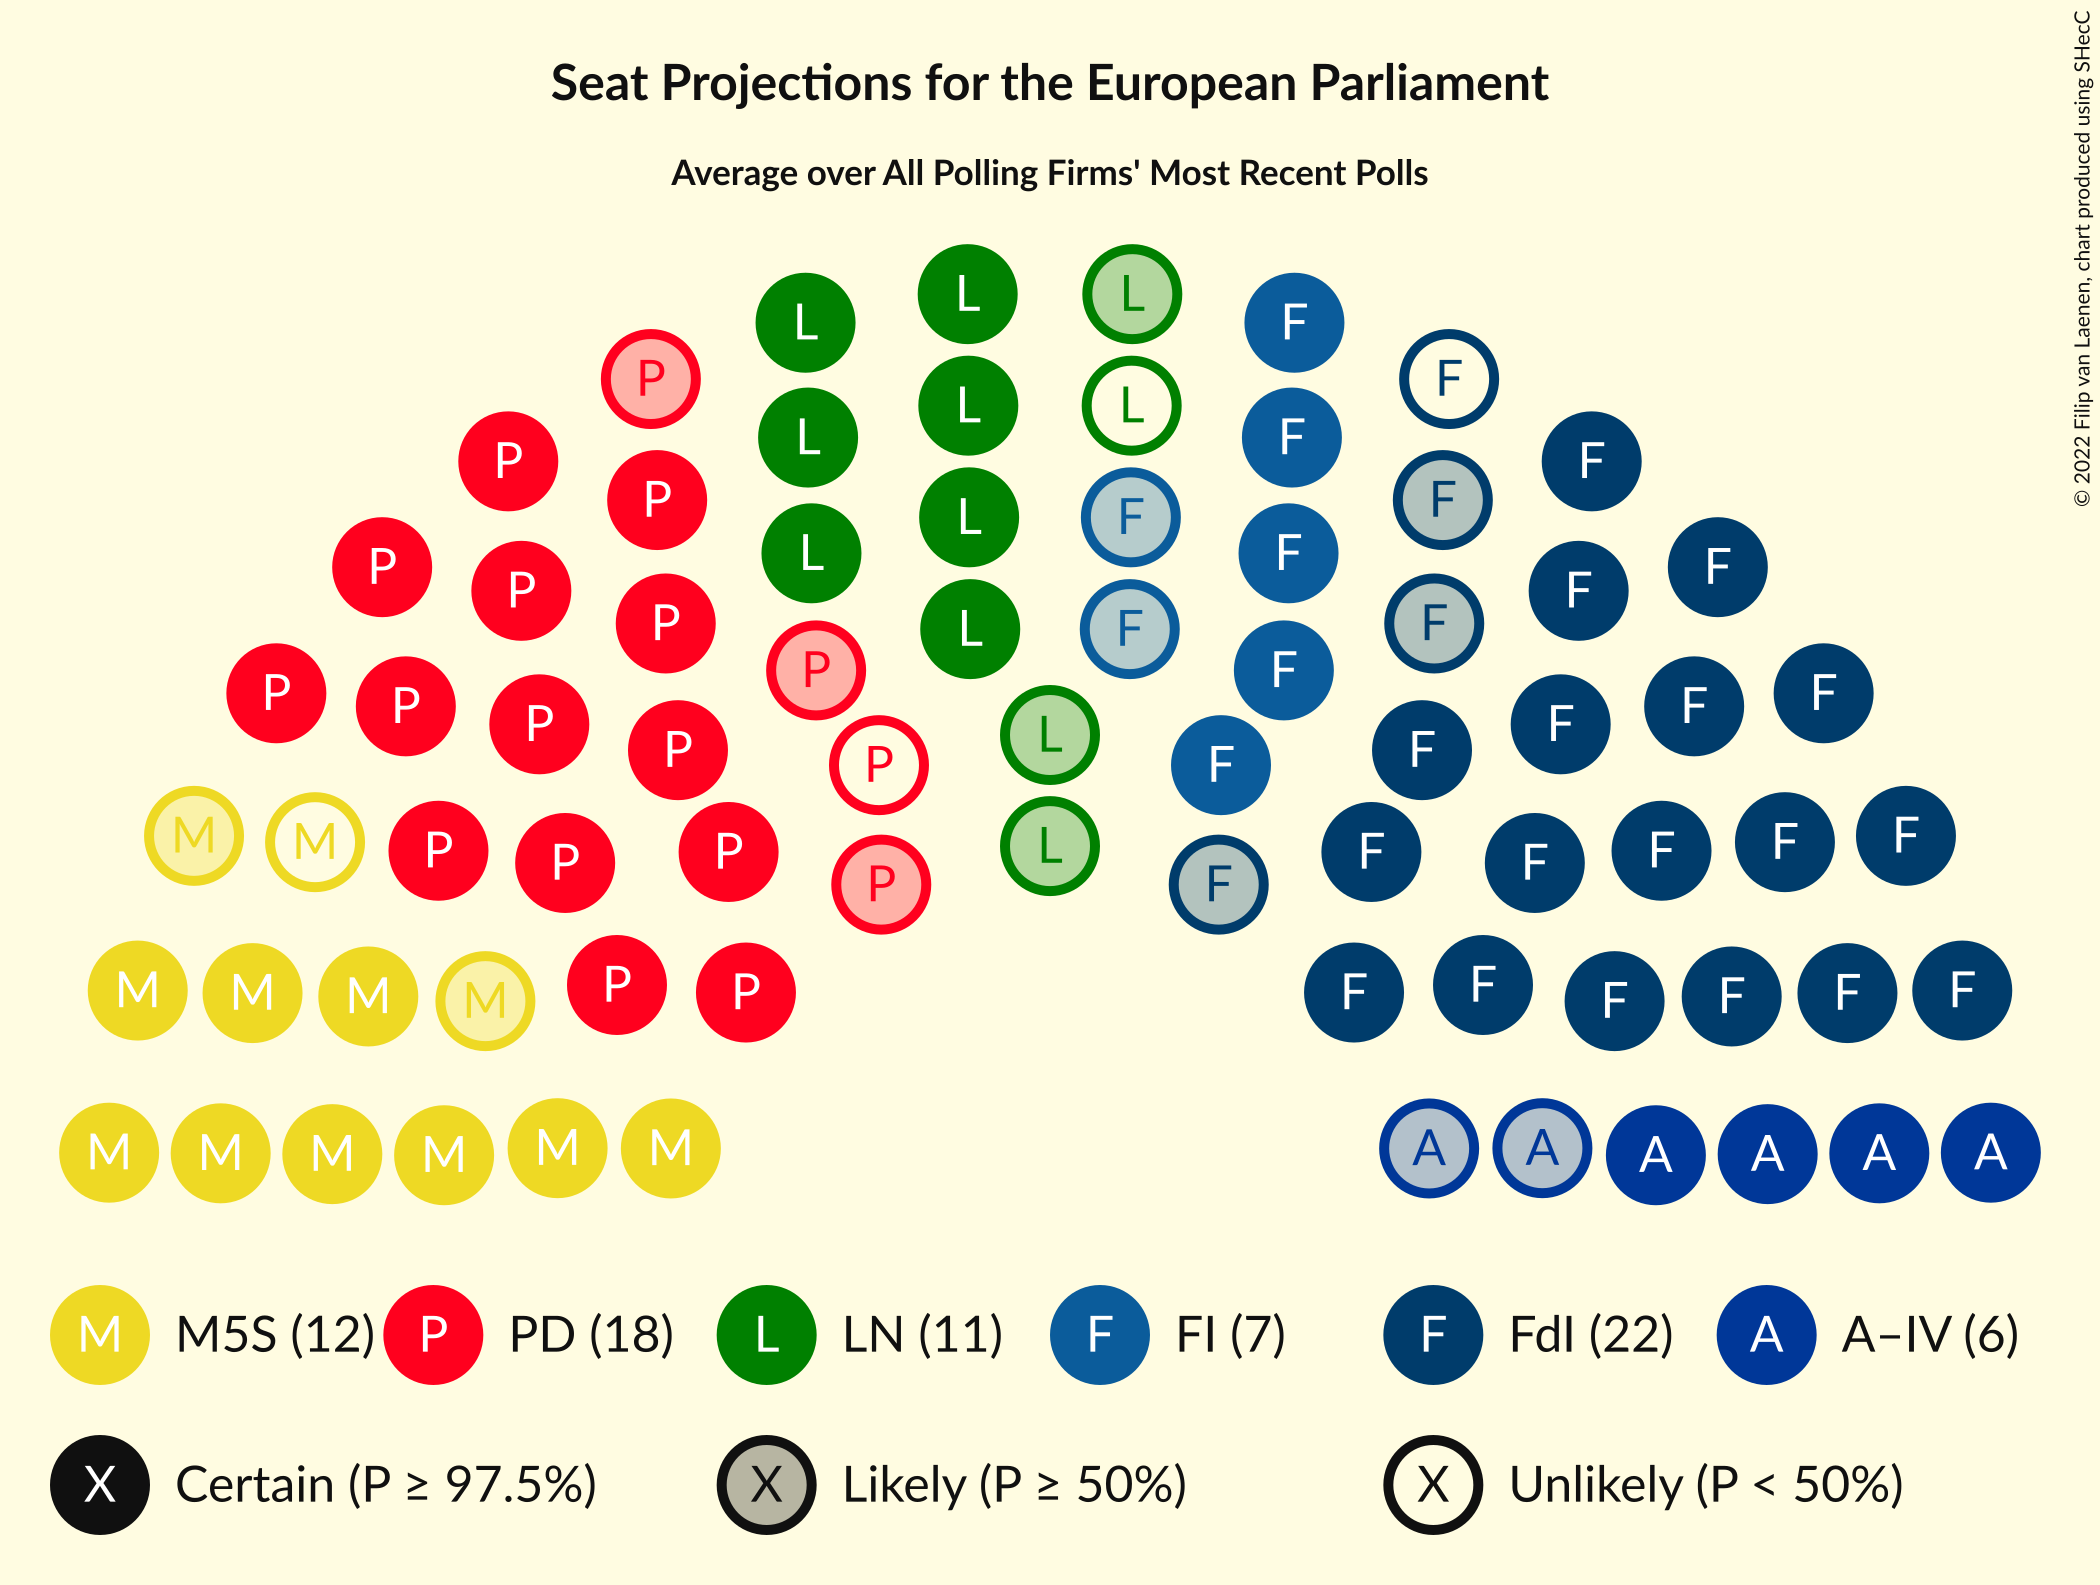 Seat Projections for the European Parliament
Average over All Polling Firms' Most Recent Polls
© 2022 Filip van Laenen, chart produced using SHecC
L L
L F
P F
L L
L F
P F
P F
L F
P F
P F
P F
L F
P F
P F
P F
P F
L
P F
P F
P F
P F
M M P P P P L P F F F F F F F
M M M M P P F F F F F F
M M M M M M A A A A A A
M M5S (12) P PD (18) L LN (11) F FI (7) F FdI (22) A A–IV (6)
X Certain (P ≥ 97.5%) X Likely (P ≥ 50%) X Unlikely (P < 50%)